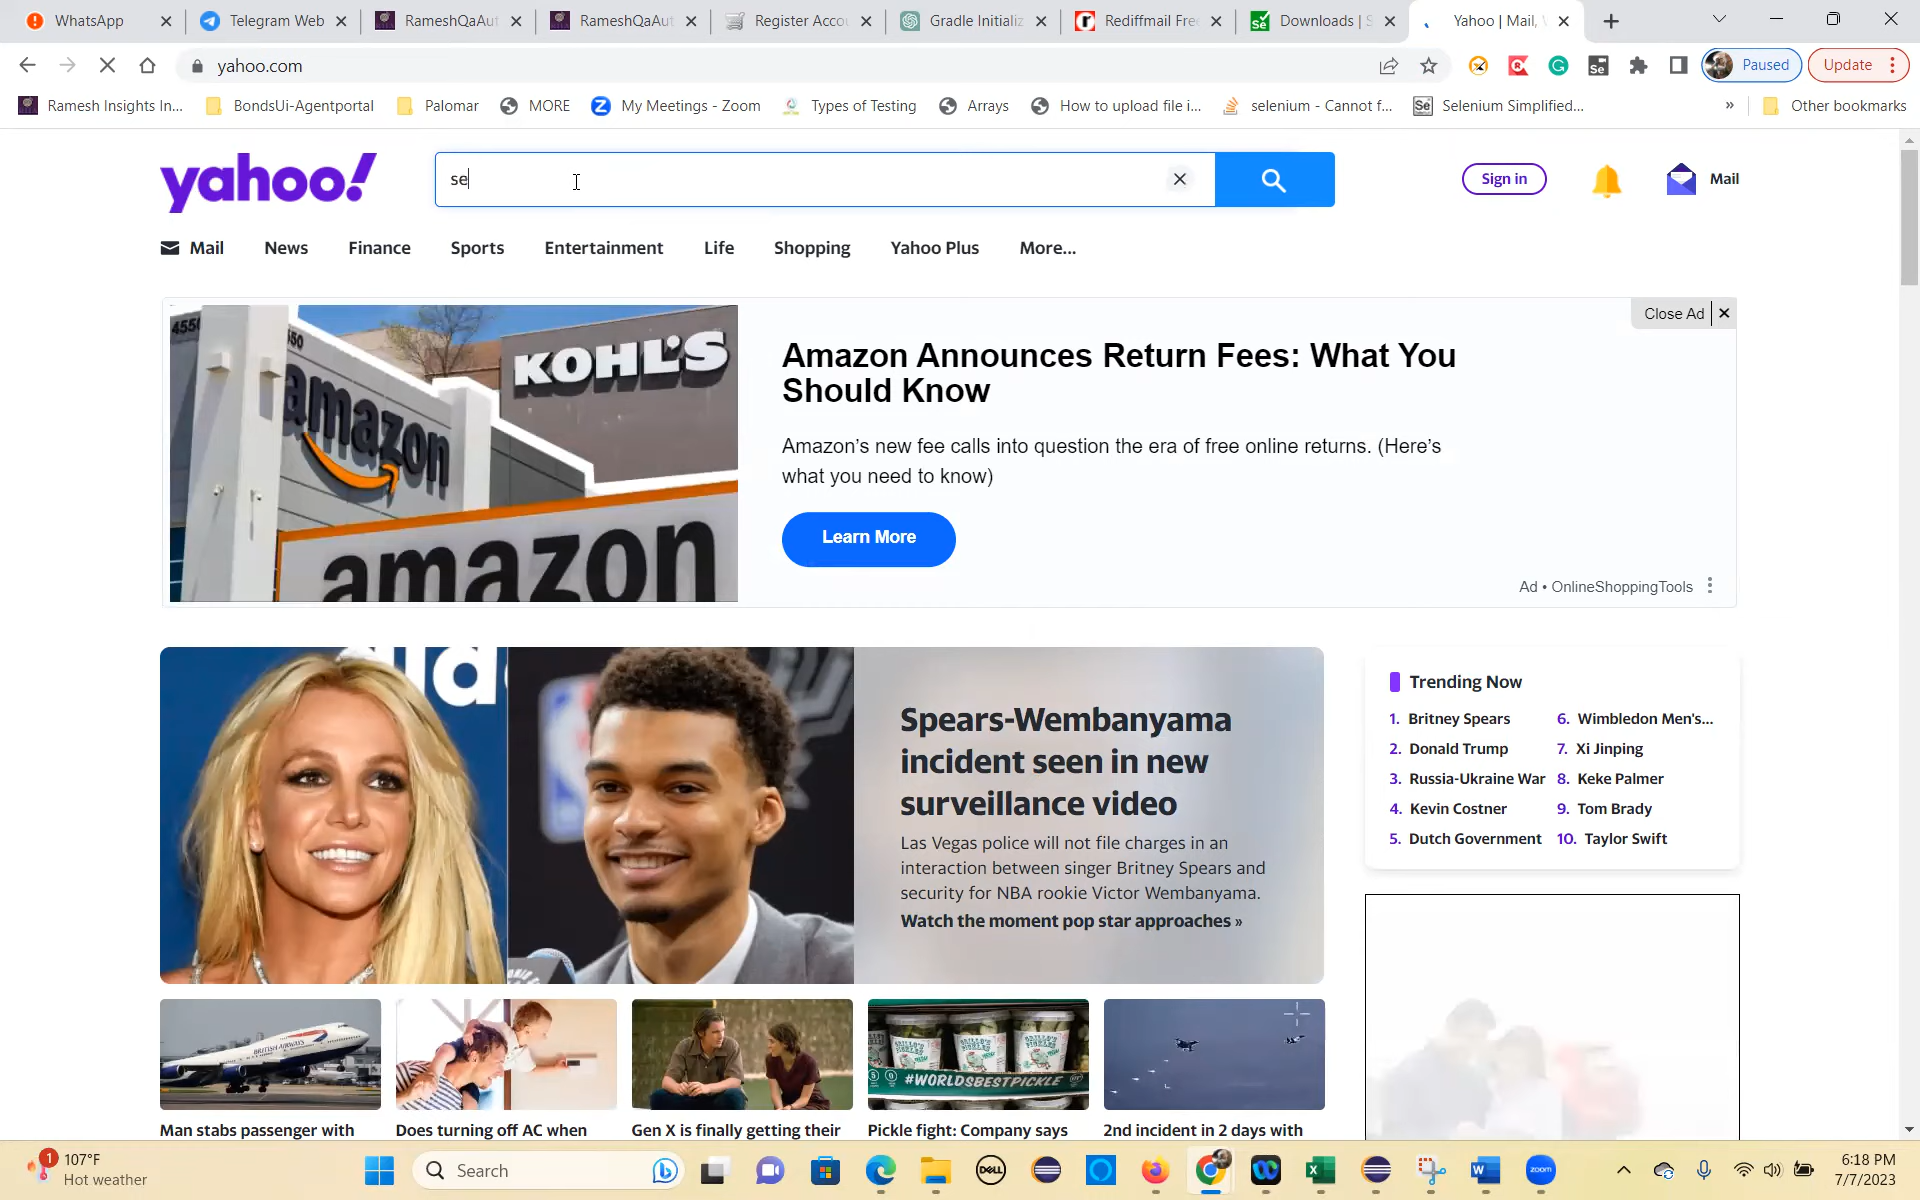 WhatsApp
Telegram Web
RameshQaAut
RameshQaAut
Register Accou
Gradle Initializ
Rediffmail Free
Downloads | S
Yahoo | Mail,
yahoo.com
Paused
Update
Ramesh Insights In...
BondsUi-Agentportal
Palomar
MORE
My Meetings - Zoom
Types of Testing
Arrays
How to upload file i...
selenium - Cannot f...
Selenium Simplified...
»
Other bookmarks
yahoo!
se
Sign in
Mail
Mail
News
Finance
Sports
Entertainment
Life
Shopping
Yahoo Plus
More...
Close Ad
455
50
KOHL'S
amazon
amazon
Amazon Announces Return Fees: What You
Should Know
Amazon's new fee calls into question the era of free online returns. (Here's
what you need to know)
Learn More
Ad • OnlineShoppingTools
Spears-Wembanyama
incident seen in new
surveillance video
Las Vegas police will not file charges in an
interaction between singer Britney Spears and
security for NBA rookie Victor Wembanyama.
Watch the moment pop star approaches »
Trending Now
1. Britney Spears
2. Donald Trump
3. Russia-Ukraine War
4. Kevin Costner
5. Dutch Government
6. Wimbledon Men's...
7. Xi Jinping
8. Keke Palmer
9. Tom Brady
10. Taylor Swift
BRITISH AIRWAYS
#WORLDSBESTPICKLE
Man stabs passenger with
Does turning off AC when
Gen X is finally getting their
Pickle fight: Company says
2nd incident in 2 days with
1
107°F
Hot weather
Search
DELL
zoom
6:18 PM
7/7/2023